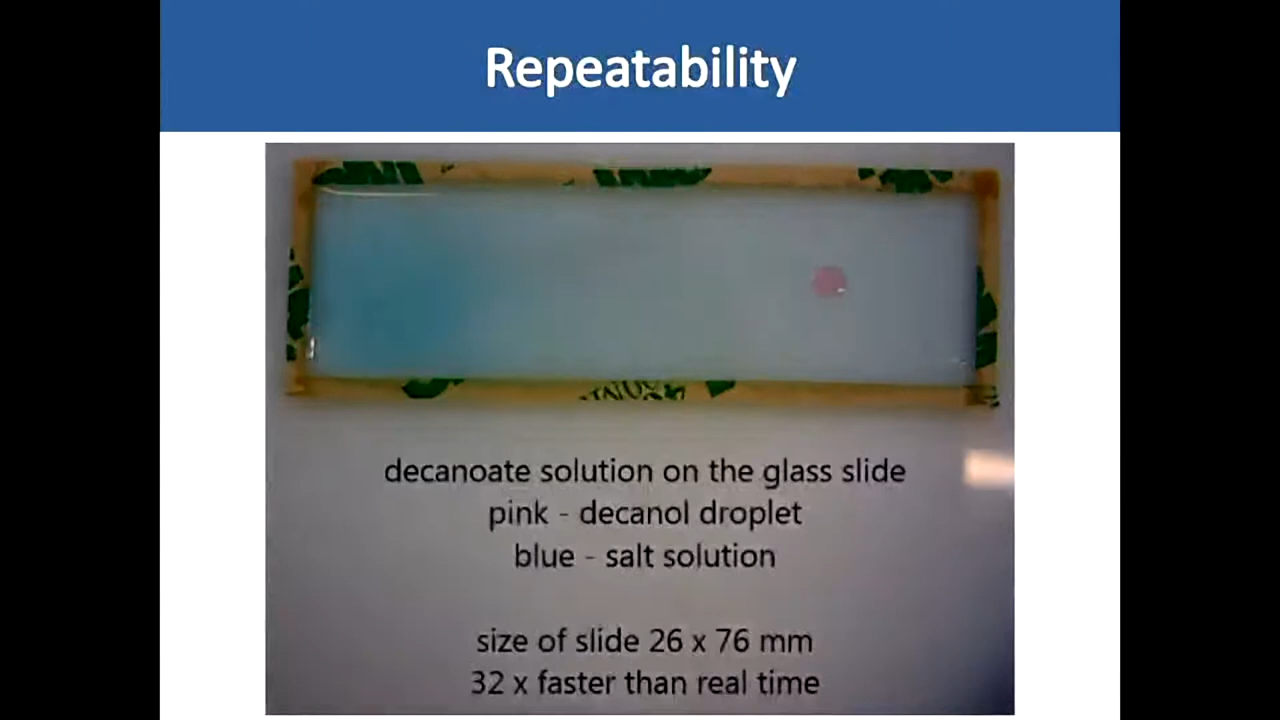 Repeatability
decanoate solution on the glass slide
pink - decanol droplet
blue - salt solution
size of slide 26 x 76 mm
32 x faster than real time